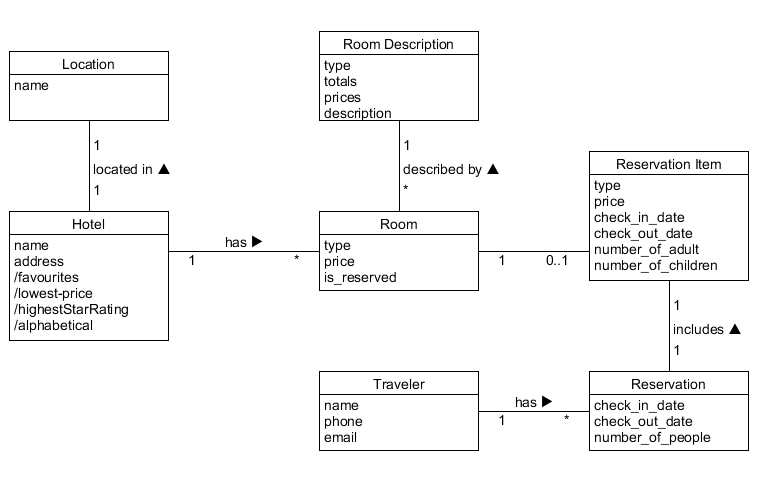 Room Description
type
totals
prices
description
Location
name
1
located in ▲
1
1
described by ▲
*
Reservation Item
type
price
check_in_date
check_out_date
number_of_adult
number_of_children
Hotel
name
address
/favourites
/lowest-price
/highestStarRating
/alphabetical
has ▶
1
*
Room
type
price
is_reserved
1
0..1
1
includes ▲
1
Traveler
name
phone
email
has ▶
1
*
Reservation
check_in_date
check_out_date
number_of_people